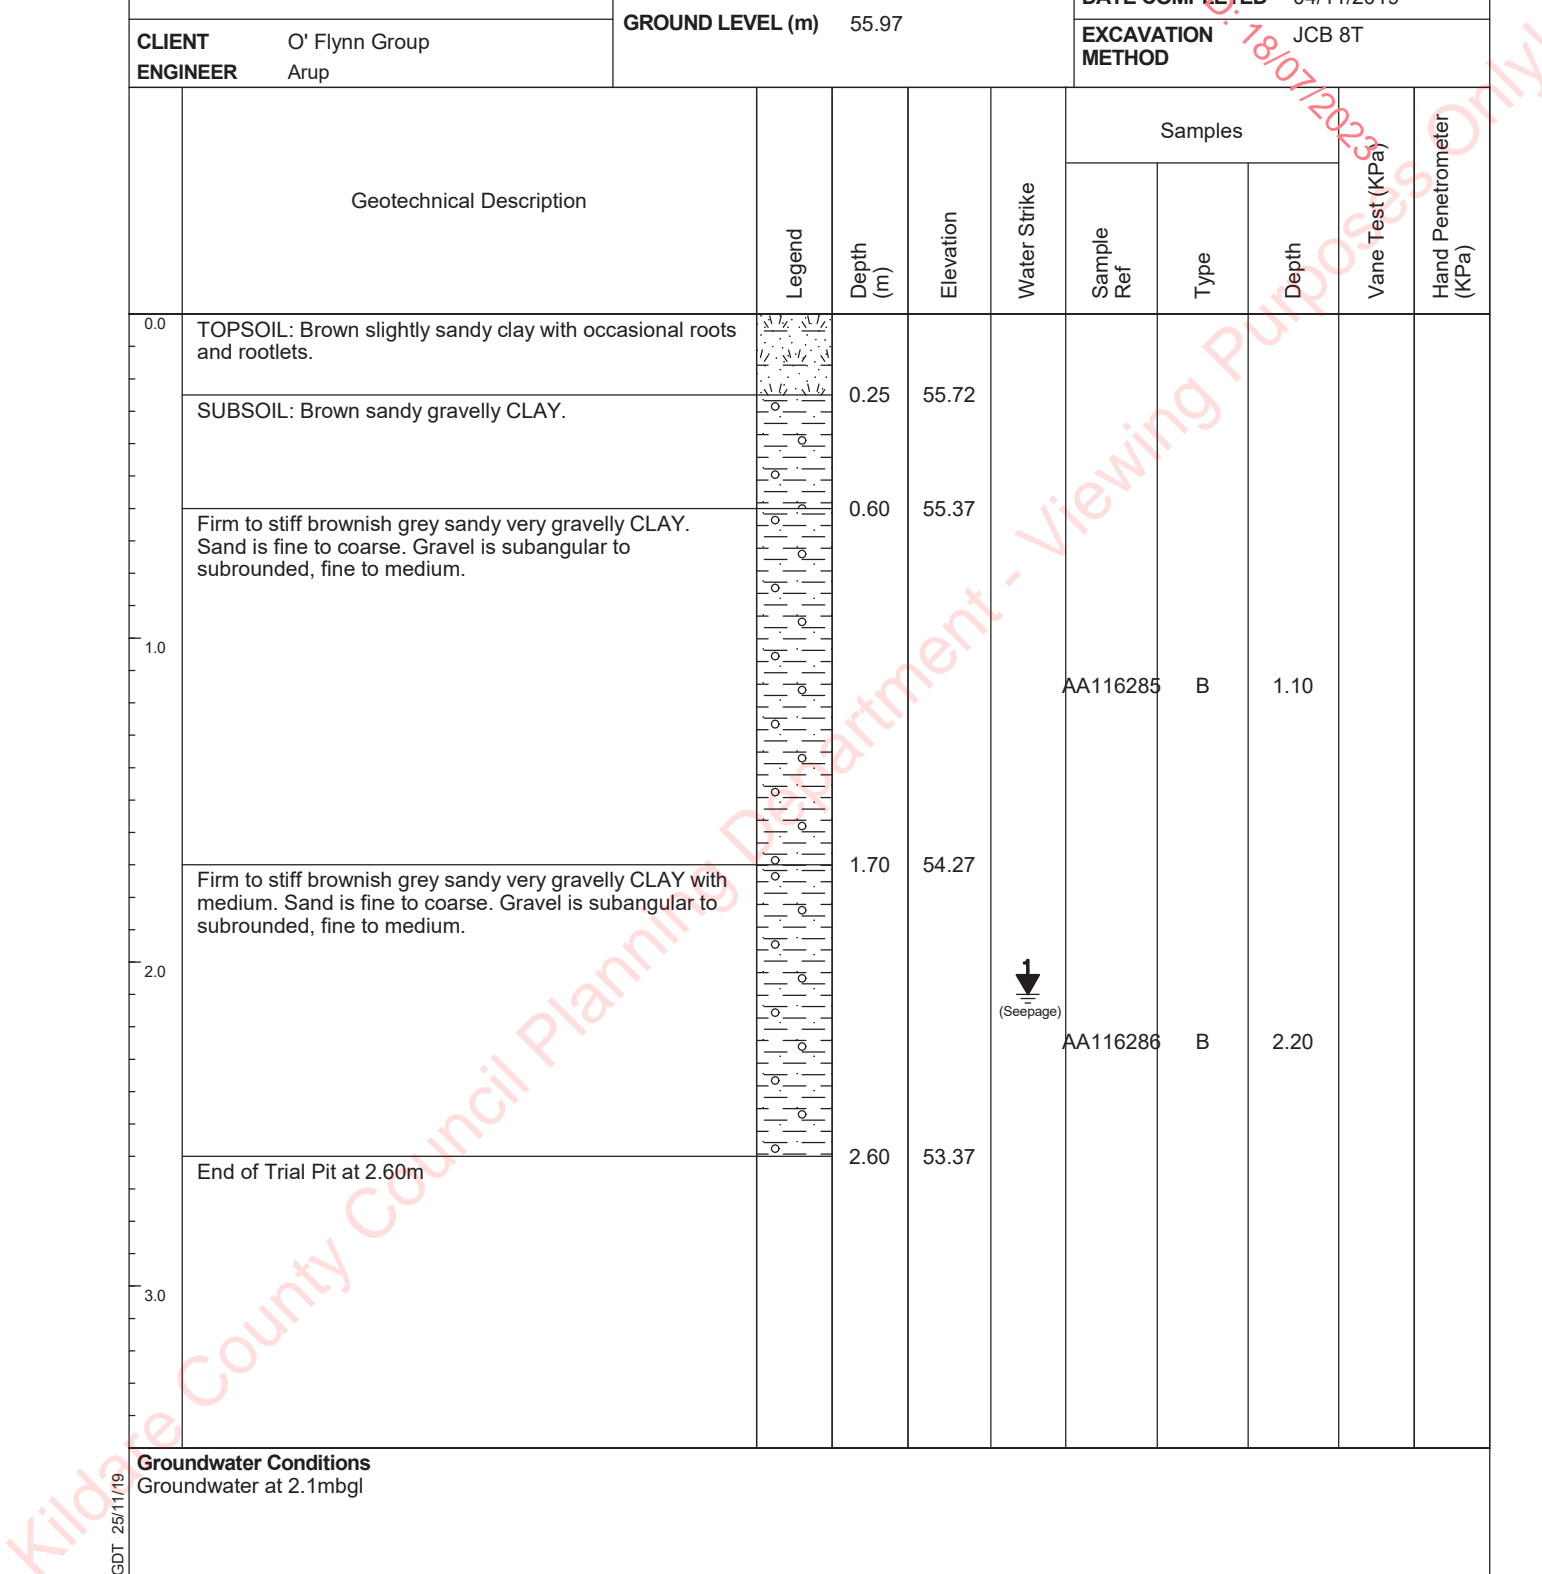 GROUND LEVEL (m) 55.97
CLIENT O' Flynn Group
ENGINEER Arup
DATE COMPLETED 04/11/2019
EXCAVATION METHOD JCB 8T
D: 18/07/2023
Geotechnical Description
Legend
Depth (m)
Elevation
Water Strike
Samples
Sample Ref
Type
Depth
Vane Test (KPa)
Hand Penetrometer (KPa)
0.0
TOPSOIL: Brown slightly sandy clay with occasional roots
and rootlets.
0.25 55.72
SUBSOIL: Brown sandy gravelly CLAY.
0.60 55.37
Firm to stiff brownish grey sandy very gravelly CLAY.
Sand is fine to coarse. Gravel is subangular to
subrounded, fine to medium.
1.0
AA116285 B 1.10
1.70 54.27
Firm to stiff brownish grey sandy very gravelly CLAY with
medium. Sand is fine to coarse. Gravel is subangular to
subrounded, fine to medium.
2.0
1
(Seepage)
AA116286 B 2.20
2.60 53.37
End of Trial Pit at 2.60m
3.0
Groundwater Conditions
Groundwater at 2.1mbgl
GDT 25/11/19
Kildare County Council Planning Department - Viewing Purposes Only!